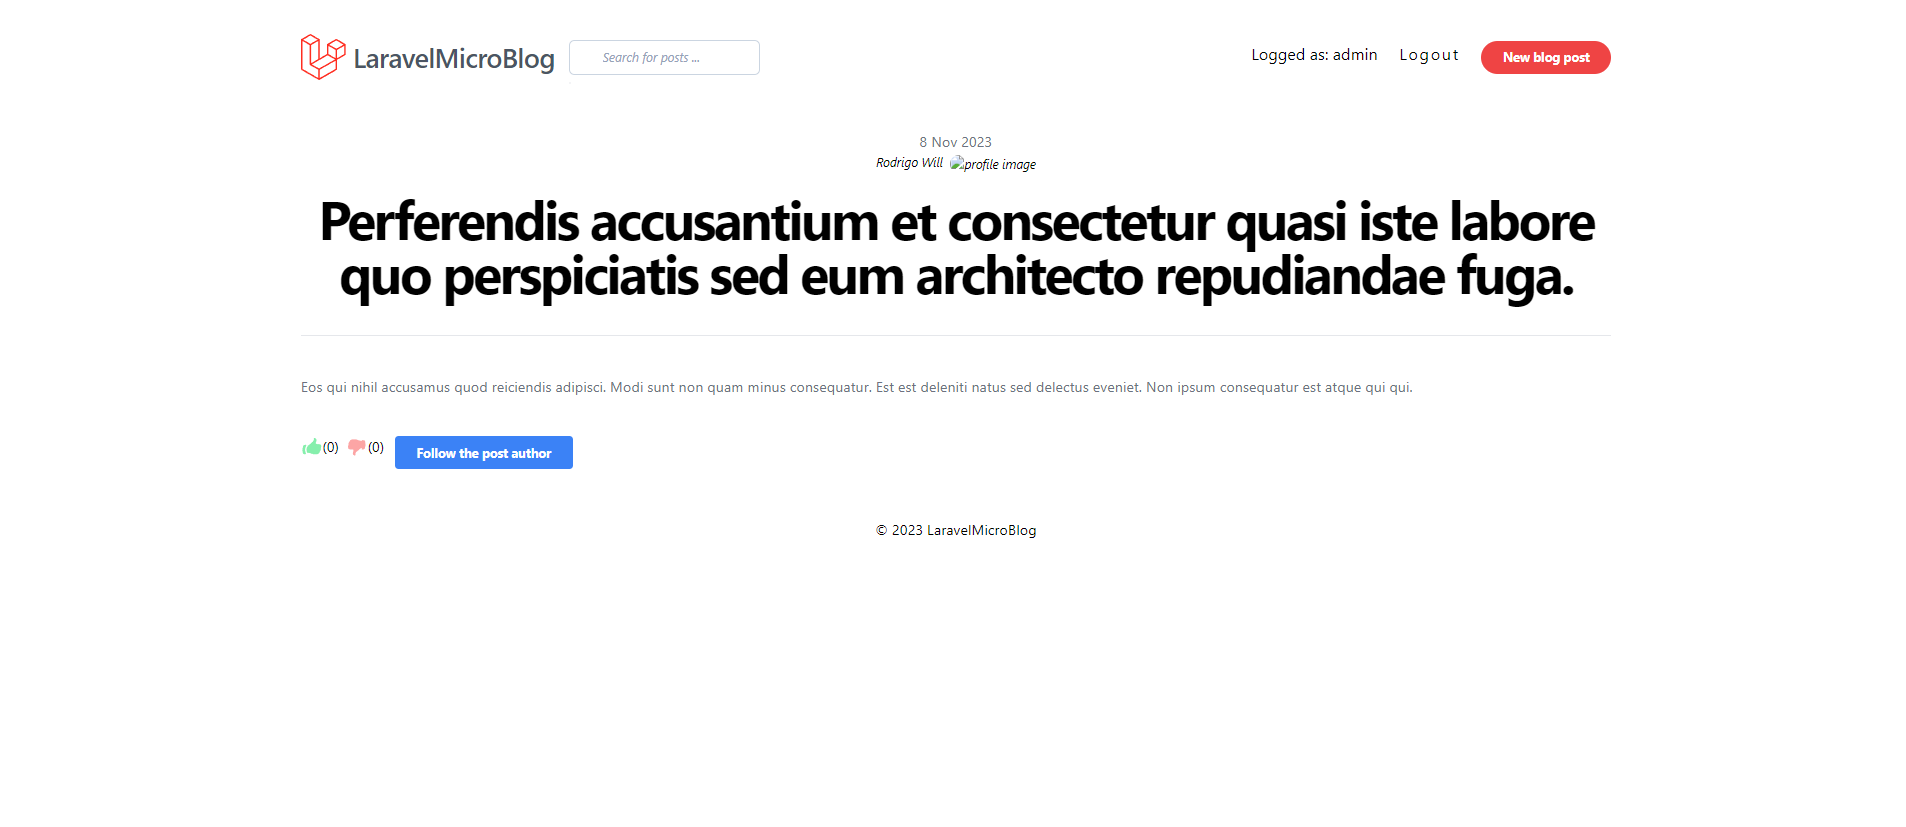 LaravelMicroBlog
Search for posts ...
Logged as: admin
Logout
New blog post
8 Nov 2023
Rodrigo Will profile image
Perferendis accusantium et consectetur quasi iste labore
quo perspiciatis sed eum architecto repudiandae fuga.
Eos qui nihil accusamus quod reiciendis adipisci. Modi sunt non quam minus consequatur. Est est deleniti natus sed delectus eveniet. Non ipsum consequatur est atque qui qui.
(0) (0) Follow the post author
© 2023 LaravelMicroBlog